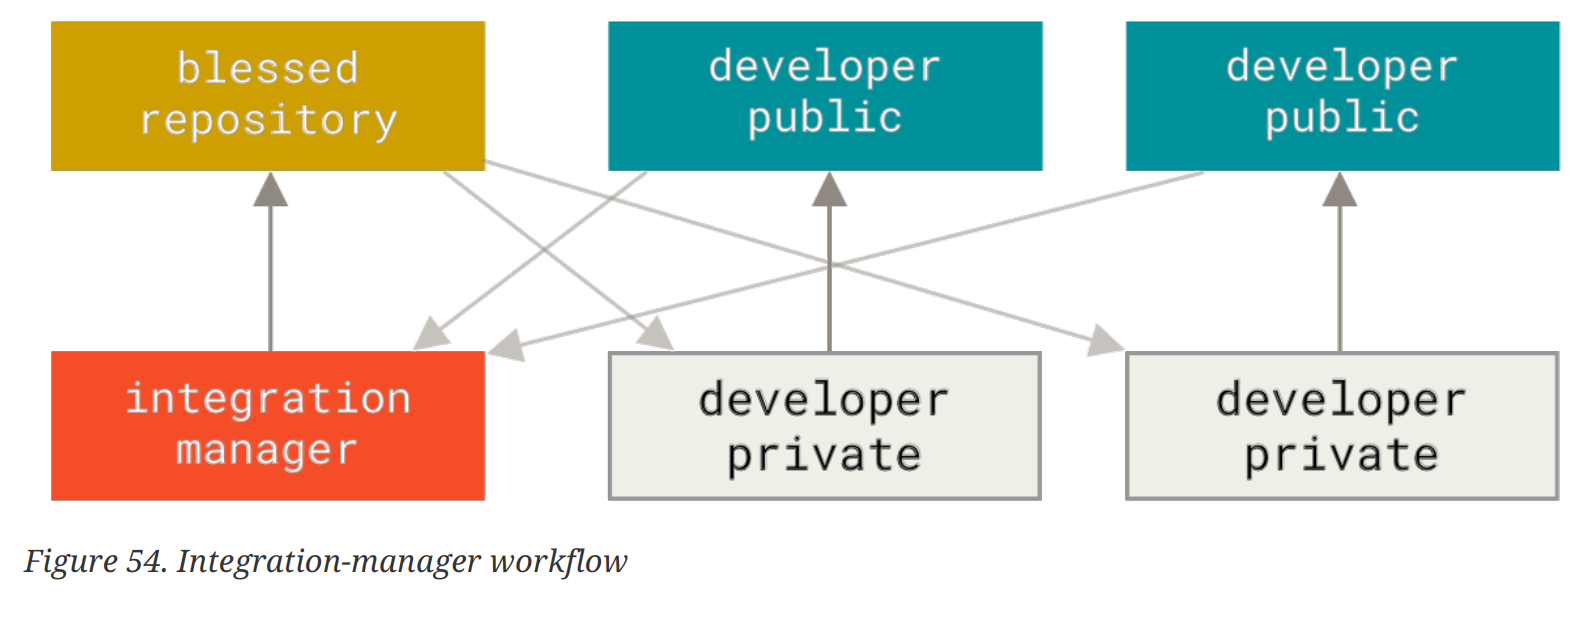 blessed
repository
developer
public
developer
public
integration
manager
developer
private
developer
private
Figure 54. Integration-manager workflow